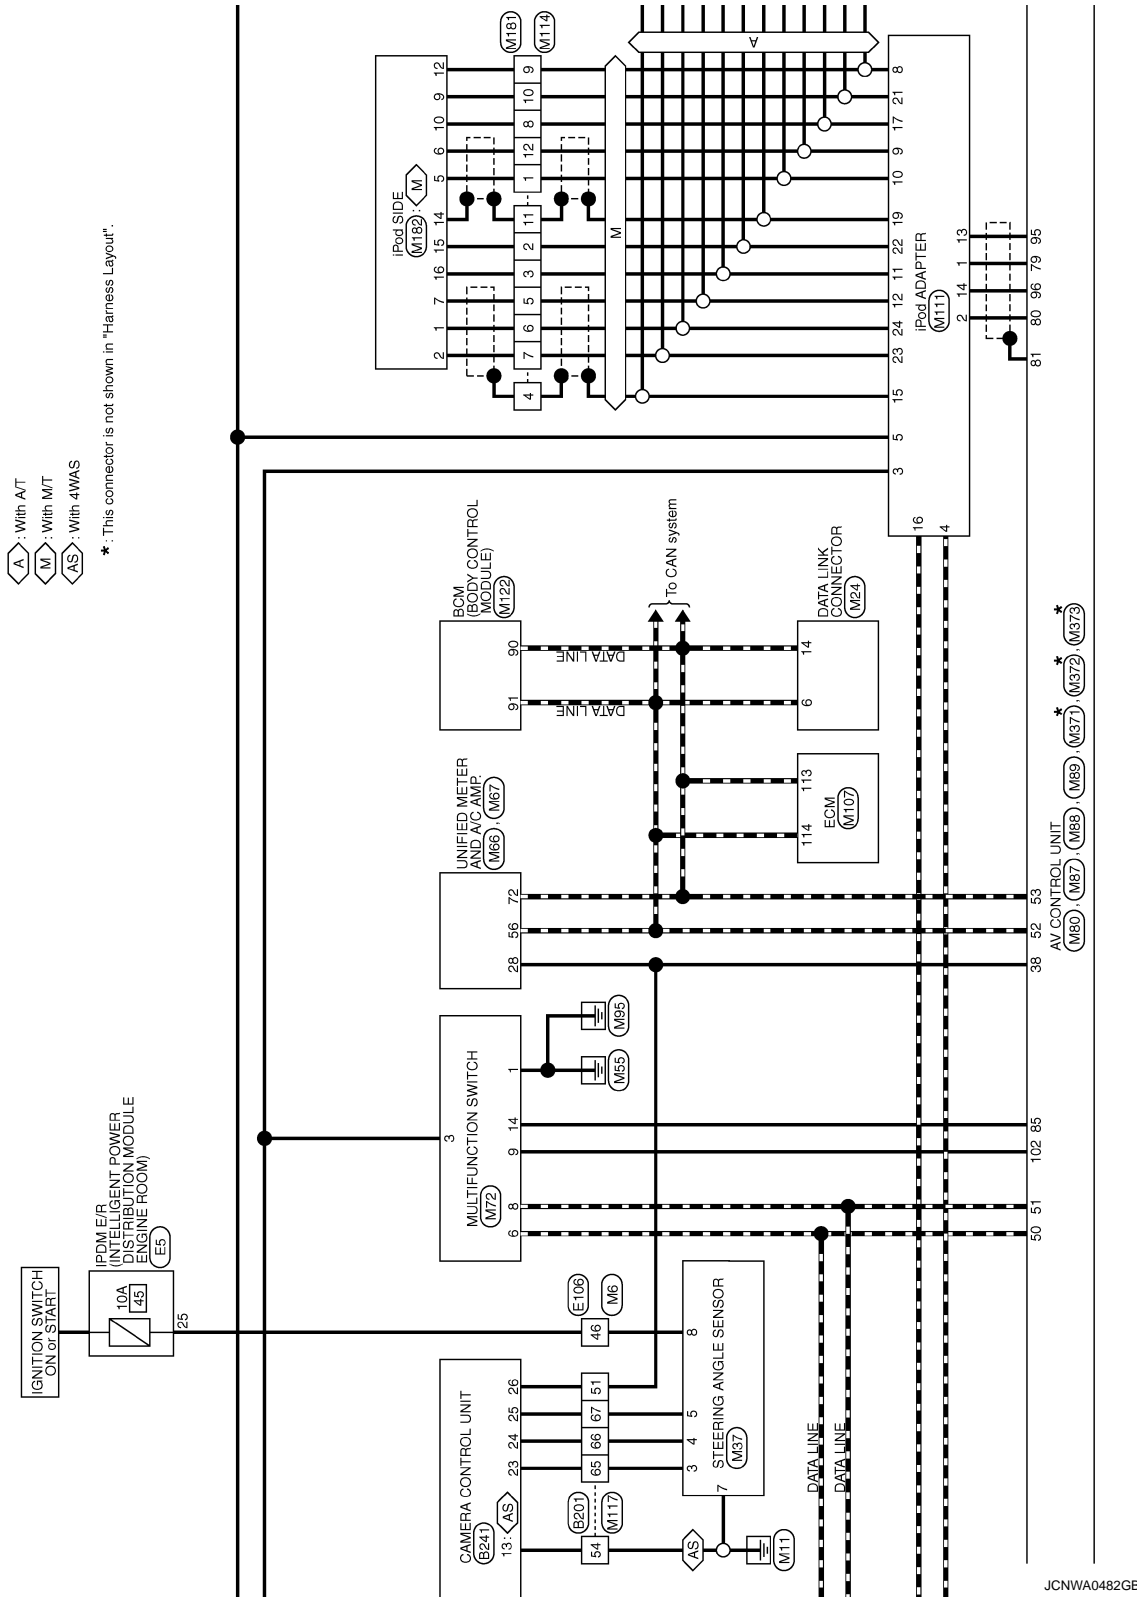 A : With A/T
M : With M/T
AS : With 4WAS
* : This connector is not shown in "Harness Layout".
IGNITION SWITCH
ON or START
10A
45
IPDM E/R
(INTELLIGENT POWER
DISTRIBUTION MODULE
ENGINE ROOM)
E5
25
iPod SIDE
M182 : M
2 1 7 16 15 14 5 6 10 9 12
4 7 6 5 3 2 11 1 12 8 10 9
M181
M114
M
A
15 23 24 12 11 22 19 10 9 17 21 8
5
3
iPod ADAPTER
M111
16
4
2 14 1 13
81 80 96 79 95
CAMERA CONTROL UNIT
B241
13 : AS
23 24 25 26
54 65 66 67 51
B201
M117
46
E106
M6
3 4 5 8
7
STEERING ANGLE SENSOR
M37
AS
M11
MULTIFUNCTION SWITCH
M72
3
6 8 9 14 1
M55
M95
UNIFIED METER
AND A/C AMP.
M66 , M67
28 56 72
BCM
(BODY CONTROL
MODULE)
M122
91 90
DATA LINE
DATA LINE
To CAN system
114 113
ECM
M107
6 14
DATA LINK
CONNECTOR
M24
DATA LINE
DATA LINE
50 51 102 85 38 52 53
AV CONTROL UNIT
M80 , M87 , M88 , M89 , *M371 , *M372 , *M373
JCNWA0482GE